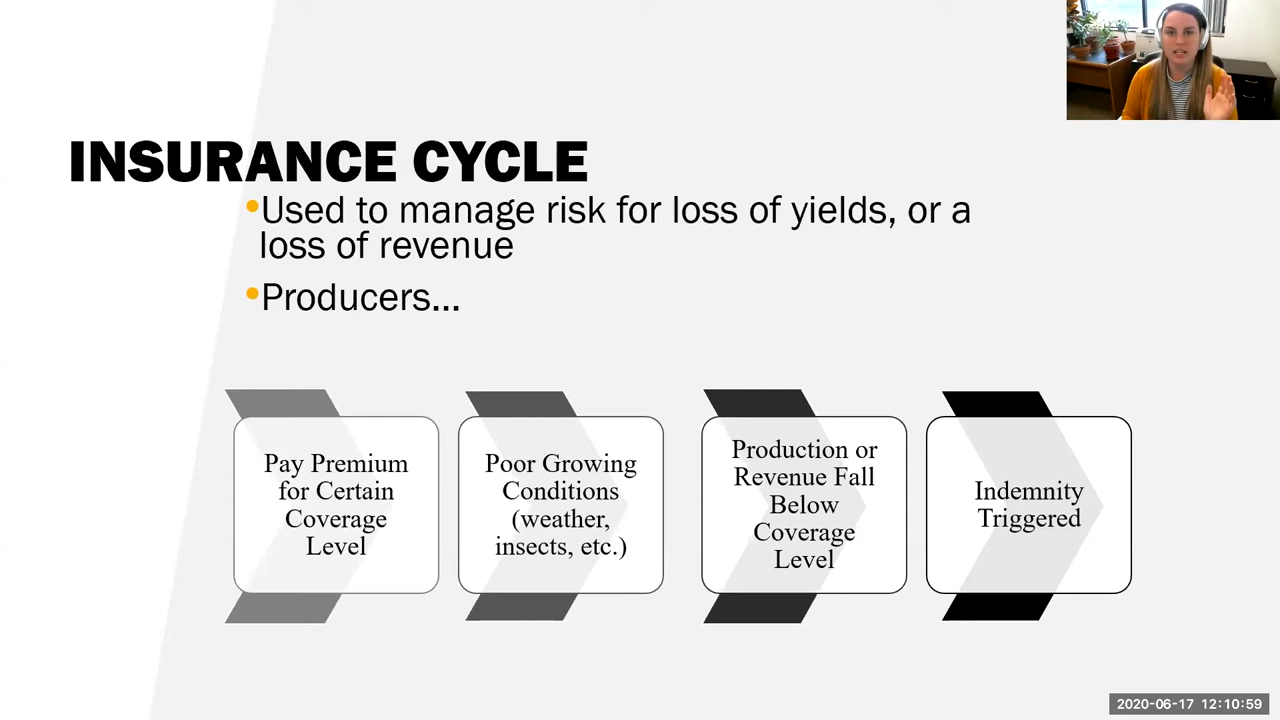 INSURANCE CYCLE
•Used to manage risk for loss of yields, or a
loss of revenue
•Producers...
Pay Premium
for Certain
Coverage
Level
Poor Growing
Conditions
(weather,
insects, etc.)
Production or
Revenue Fall
Below
Coverage
Level
Indemnity
Triggered
2020-06-17 12:10:59